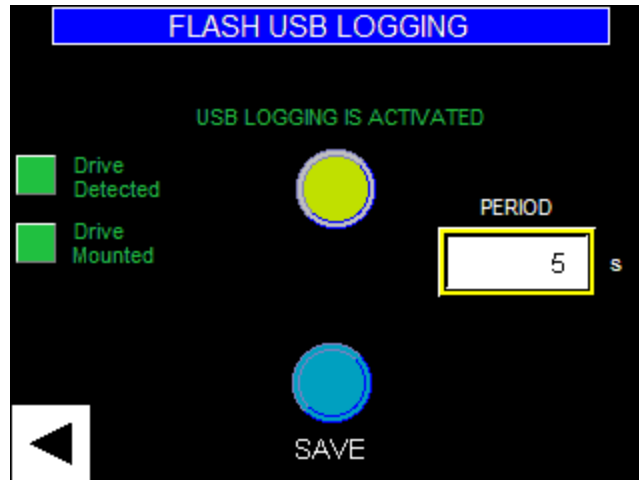 FLASH USB LOGGING
USB LOGGING IS ACTIVATED
Drive
Detected
Drive
Mounted
PERIOD
5 s
SAVE